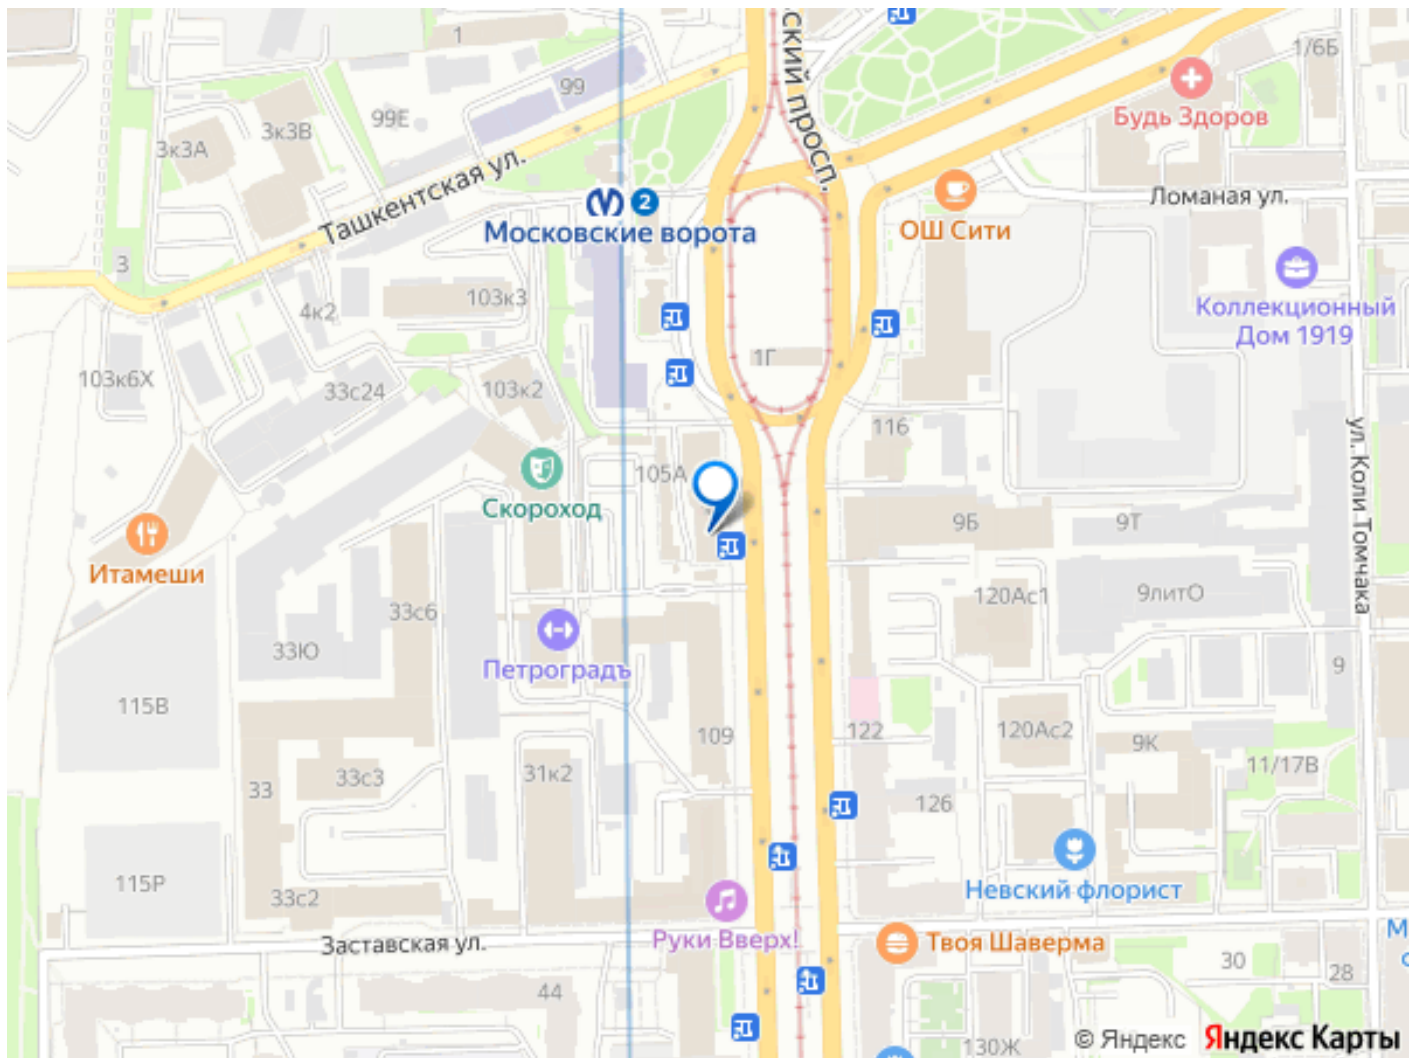 1
ский просп.
1/6Б
99
Будь Здоров
99Е
3к3В
3к3А
Ташкентская ул.
2
Московские ворота
ОШ Сити
Ломаная ул.
3
103к3
4к2
Коллекционный
Дом 1919
1Г
103к6Х
33с24
103к2
116
ул. Коли Томчака
105А
Скороход
9Б
9Т
Итамеши
33с6
120Ас1
9литО
33Ю
Петроградъ
9
115В
109
122
120Ас2
9К
11/17В
33
33с3
31к2
126
115Р
33с2
Невский флорист
Заставская ул.
Руки Вверх!
Твоя Шаверма
30
28
44
130Ж
© Яндекс Яндекс Карты